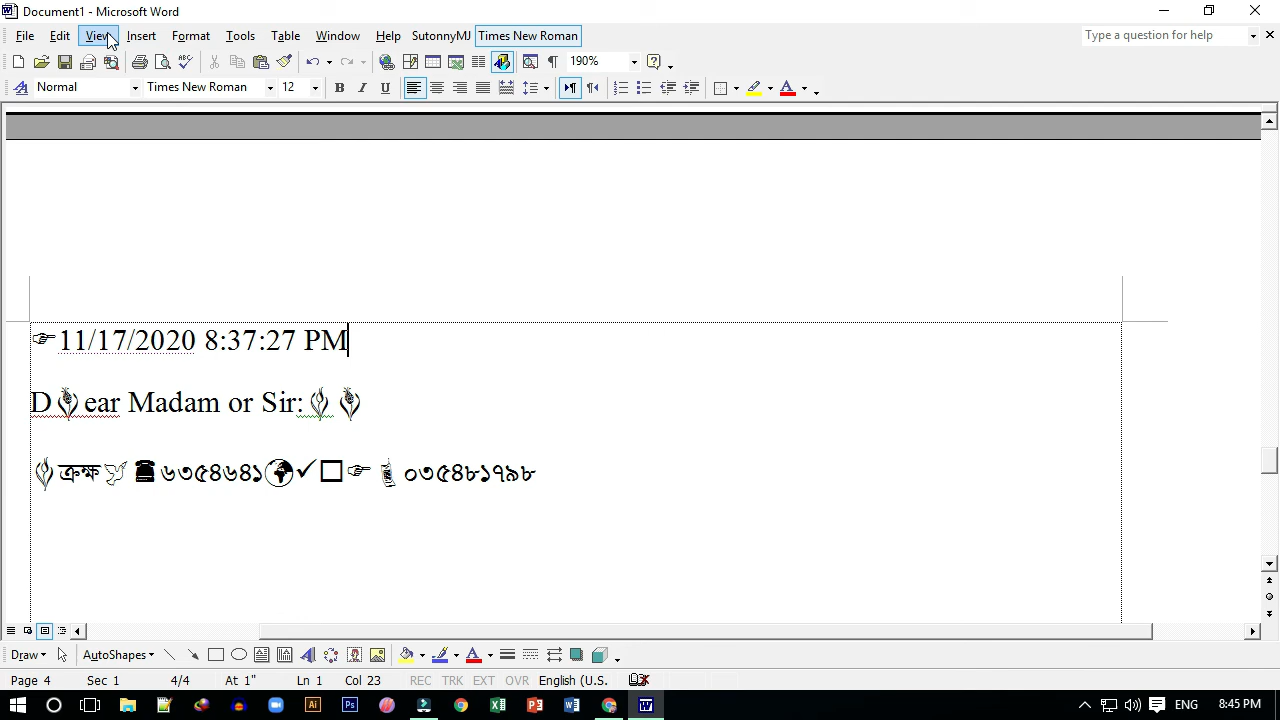 Document1 - Microsoft Word
File Edit View Insert Format Tools Table Window Help SutonnyMJ Times New Roman Type a question for help
190%
Normal Times New Roman 12 B I U
☞11/17/2020 8:37:27 PM
Dear Madam or Sir:
ক্রক্ষ🕊☎৬৩৫৪৬৪১✓☐☞০৩৫৪৮১৭৯৮
Draw AutoShapes
Page 4 Sec 1 4/4 At 1" Ln 1 Col 23 REC TRK EXT OVR English (U.S.
ENG 8:45 PM